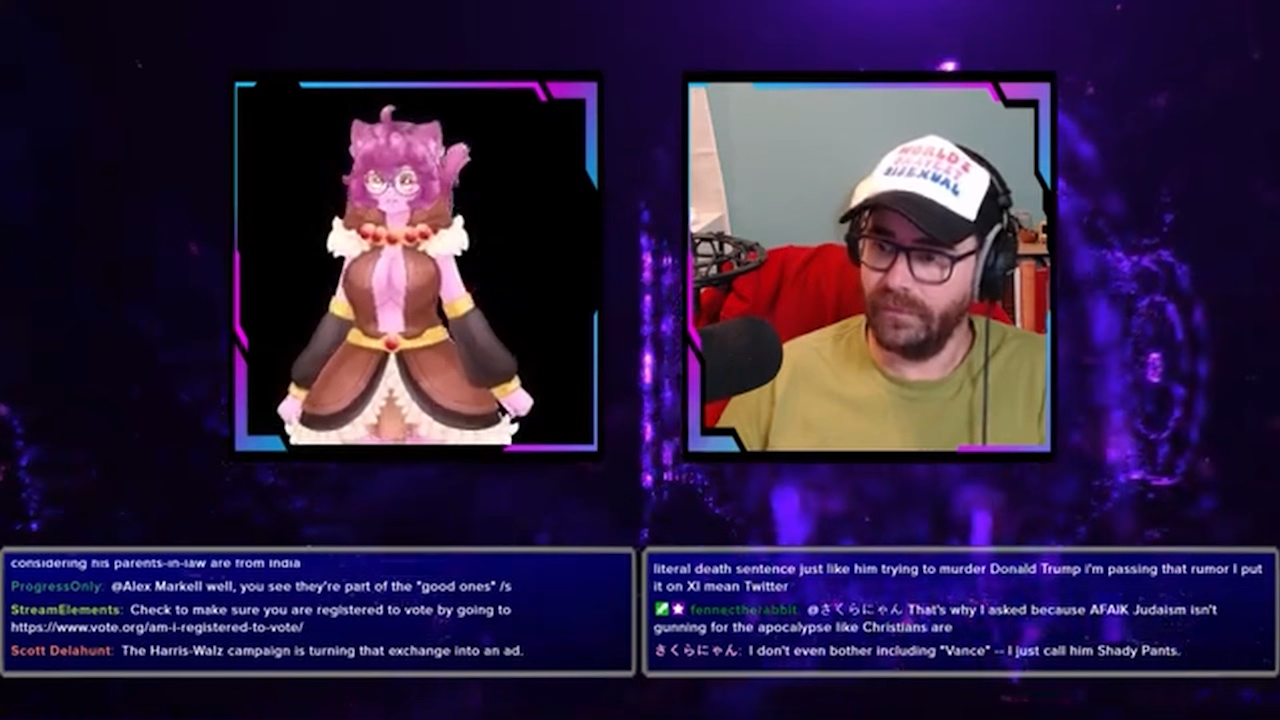 WORLD'S
OKAYEST
BISEXUAL
considering his parents-in-law are from India
ProgressOnly: @Alex Markell well, you see they're part of the "good ones" /s
StreamElements: Check to make sure you are registered to vote by going to
https://www.vote.org/am-i-registered-to-vote/
Scott Delahunt: The Harris-Walz campaign is turning that exchange into an ad.
literal death sentence just like him trying to murder Donald Trump i'm passing that rumor I put
it on XI mean Twitter
fennectherabbit: @さくらにゃん That's why I asked because AFAIK Judaism isn't
gunning for the apocalypse like Christians are
さくらにゃん: I don't even bother including "Vance" -- I just call him Shady Pants.